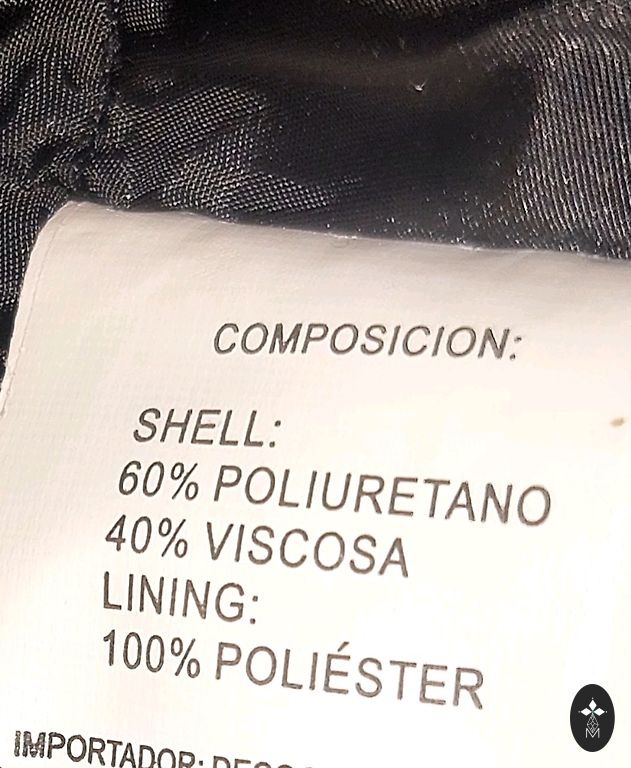 COMPOSICION:
SHELL:
60% POLIURETANO
40% VISCOSA
LINING:
100% POLIÉSTER
IMPORTADOR: